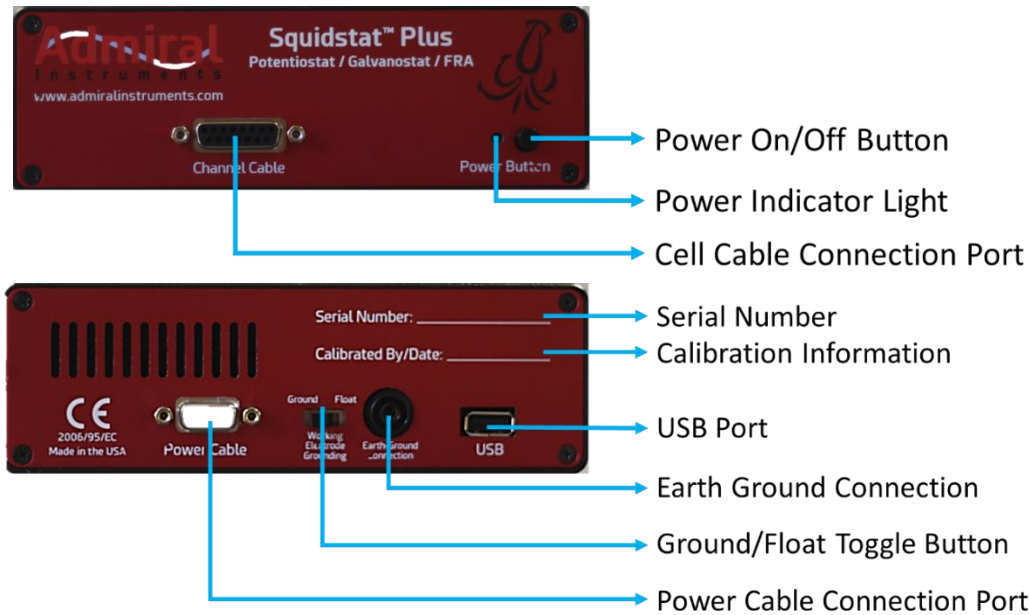 Admiral
Instruments
www.admiralinstruments.com
Squidstat™ Plus
Potentiostat / Galvanostat / FRA
Channel Cable
Power Button
Power On/Off Button
Power Indicator Light
Cell Cable Connection Port
Serial Number:
Calibrated By/Date:
Ground Float
CE
2006/95/EC
Made in the USA
Power Cable
Working
Electrode
Grounding
Earth Ground
Connection
USB
Serial Number
Calibration Information
USB Port
Earth Ground Connection
Ground/Float Toggle Button
Power Cable Connection Port